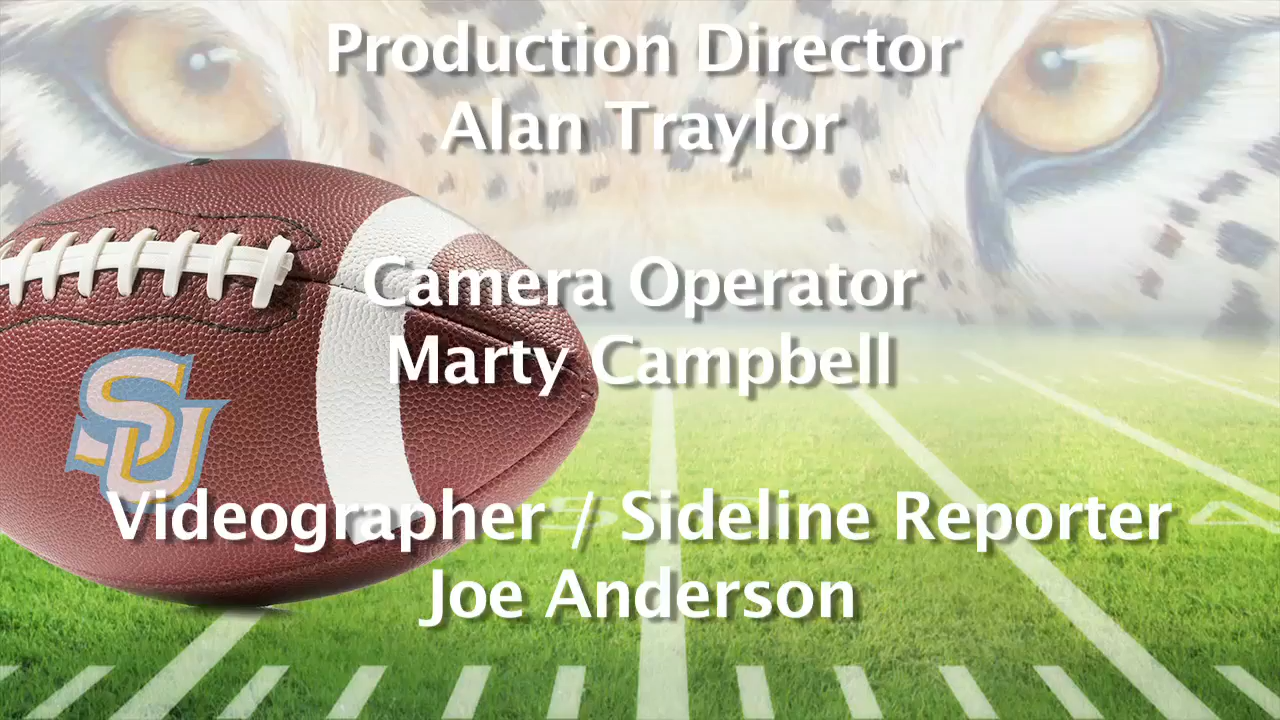 Production Director
Alan Traylor
Camera Operator
Marty Campbell
SU
Videographer / Sideline Reporter
Joe Anderson